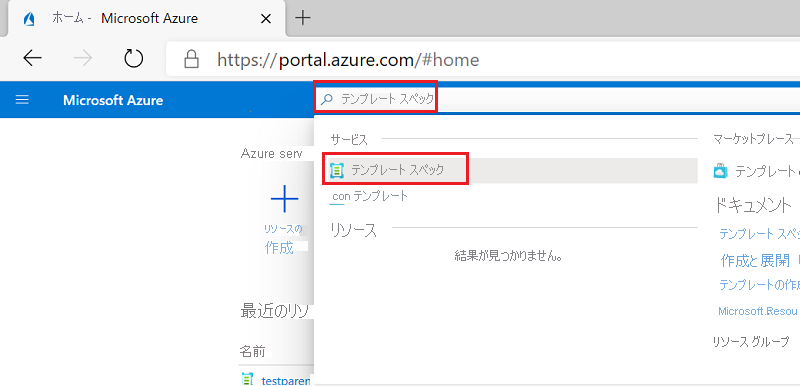 ホーム - Microsoft Azure
https://portal.azure.com/#home
Microsoft Azure
テンプレート スペック
Azure serv
リソースの
作成
最近のリソ
名前
testparen
サービス
テンプレート スペック
con テンプレート
リソース
結果が見つかりません。
マーケットプレース
テンプレート
ドキュメント
テンプレート スペ
作成と展開
テンプレートの作成
Microsoft.Resou
リソース グループ